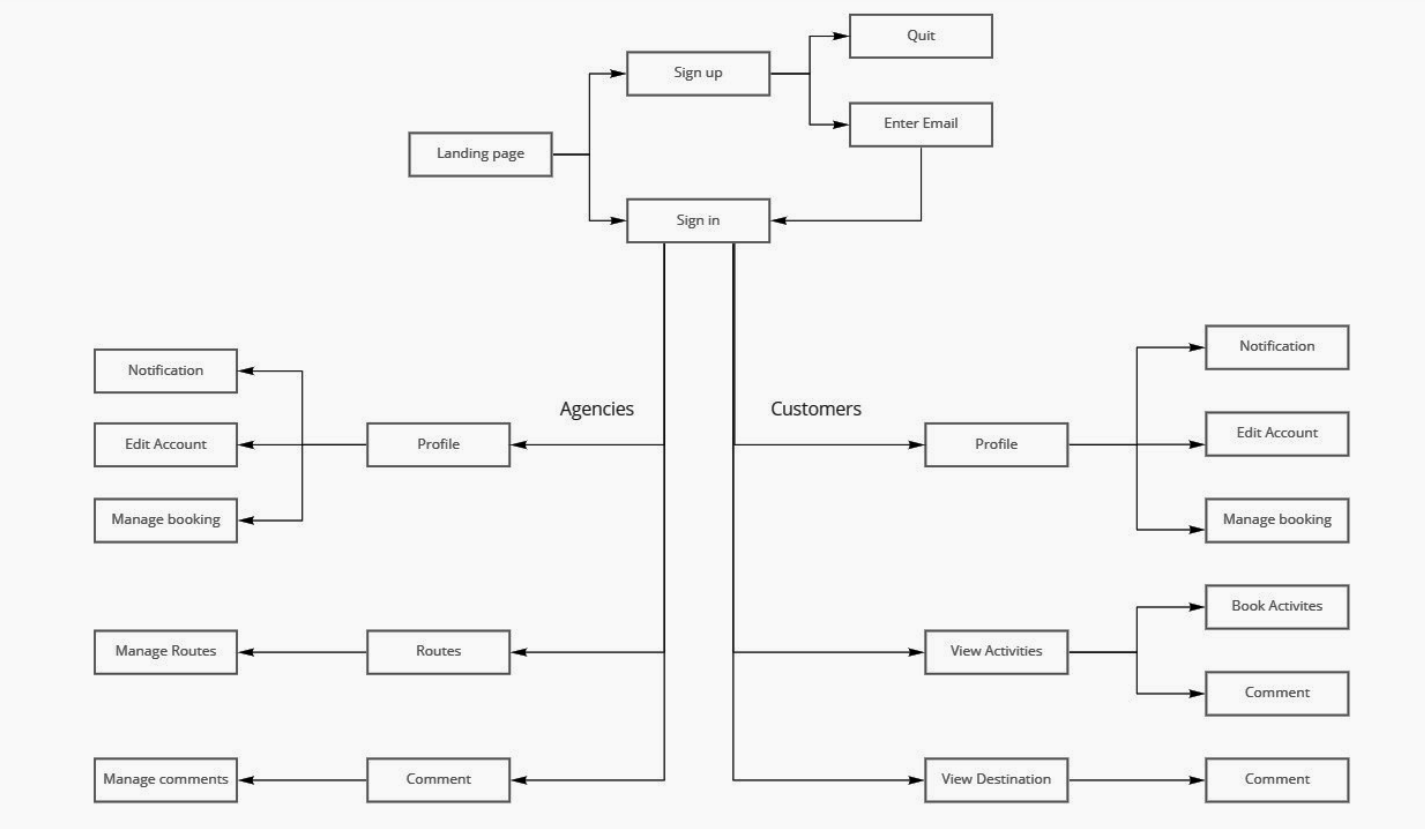 Quit
Sign up
Enter Email
Landing page
Sign in
Notification
Notification
Agencies
Customers
Edit Account
Profile
Profile
Edit Account
Manage booking
Manage booking
Book Activites
Manage Routes
Routes
View Activities
Comment
Manage comments
Comment
View Destination
Comment